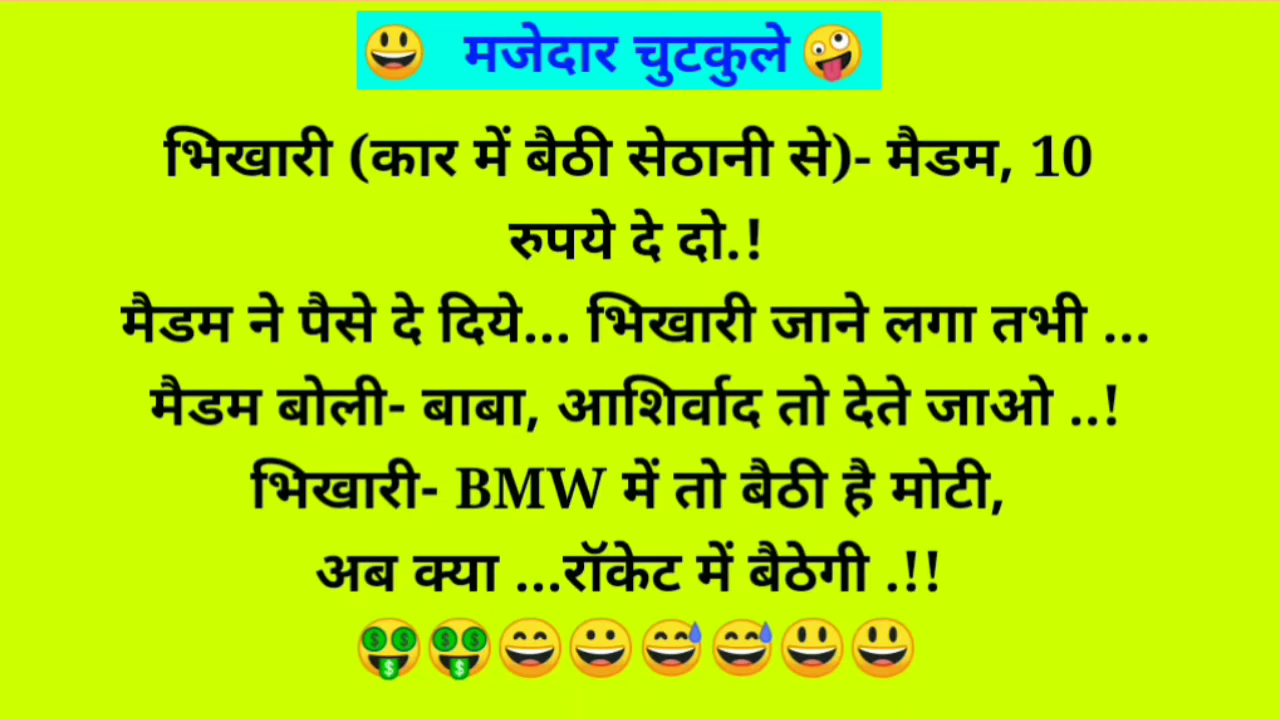 😃 मजेदार चुटकुले 🤪
भिखारी (कार में बैठी सेठानी से)- मैडम, 10
रुपये दे दो.!
मैडम ने पैसे दे दिये... भिखारी जाने लगा तभी ...
मैडम बोली- बाबा, आशिर्वाद तो देते जाओ ..!
भिखारी- BMW में तो बैठी है मोटी,
अब क्या ...रॉकेट में बैठेगी .!!
🤑🤑😄😀😅😅😃😃